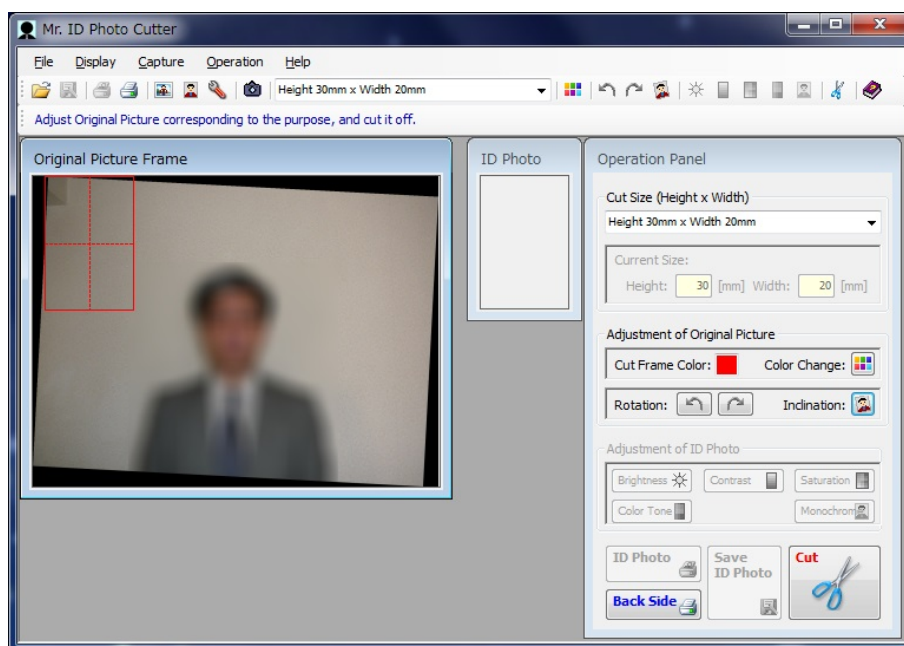 Mr. ID Photo Cutter
File Display Capture Operation Help
Height 30mm x Width 20mm
Adjust Original Picture corresponding to the purpose, and cut it off.
Original Picture Frame
ID Photo
Operation Panel
Cut Size (Height x Width)
Height 30mm x Width 20mm
Current Size:
Height: 30 [mm] Width: 20 [mm]
Adjustment of Original Picture
Cut Frame Color: Color Change:
Rotation: Inclination:
Adjustment of ID Photo
Brightness Contrast Saturation
Color Tone Monochrom
ID Photo
Save ID Photo
Cut
Back Side